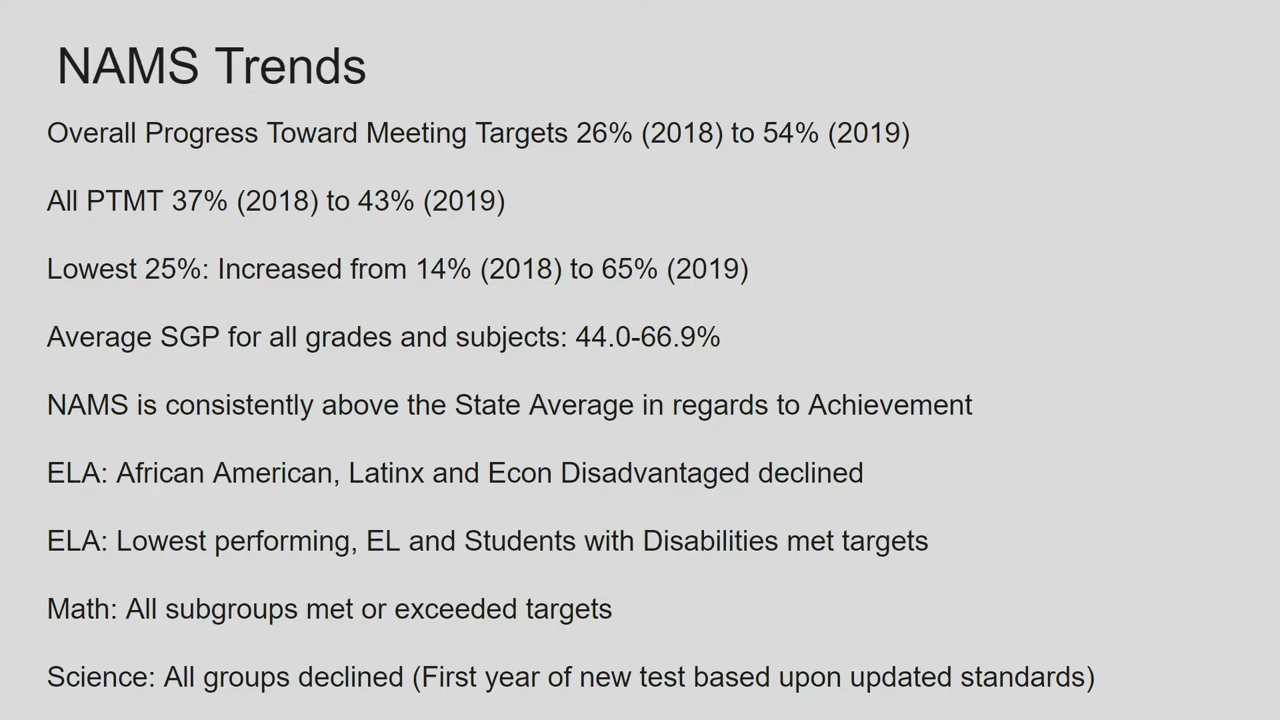 NAMS Trends
Overall Progress Toward Meeting Targets 26% (2018) to 54% (2019)
All PTMT 37% (2018) to 43% (2019)
Lowest 25%: Increased from 14% (2018) to 65% (2019)
Average SGP for all grades and subjects: 44.0-66.9%
NAMS is consistently above the State Average in regards to Achievement
ELA: African American, Latinx and Econ Disadvantaged declined
ELA: Lowest performing, EL and Students with Disabilities met targets
Math: All subgroups met or exceeded targets
Science: All groups declined (First year of new test based upon updated standards)